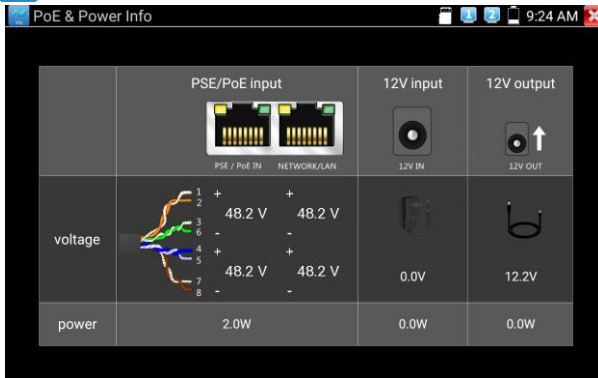 PoE & Power Info
1 2 9:24 AM
PSE/PoE input 12V input 12V output
PSE / PoE IN NETWORK/LAN 12V IN 12V OUT
1 + +
2
48.2 V 48.2 V
3
6 - -
4 + +
5
48.2 V 48.2 V
7
8 - -
voltage 0.0V 12.2V
power 2.0W 0.0W 0.0W